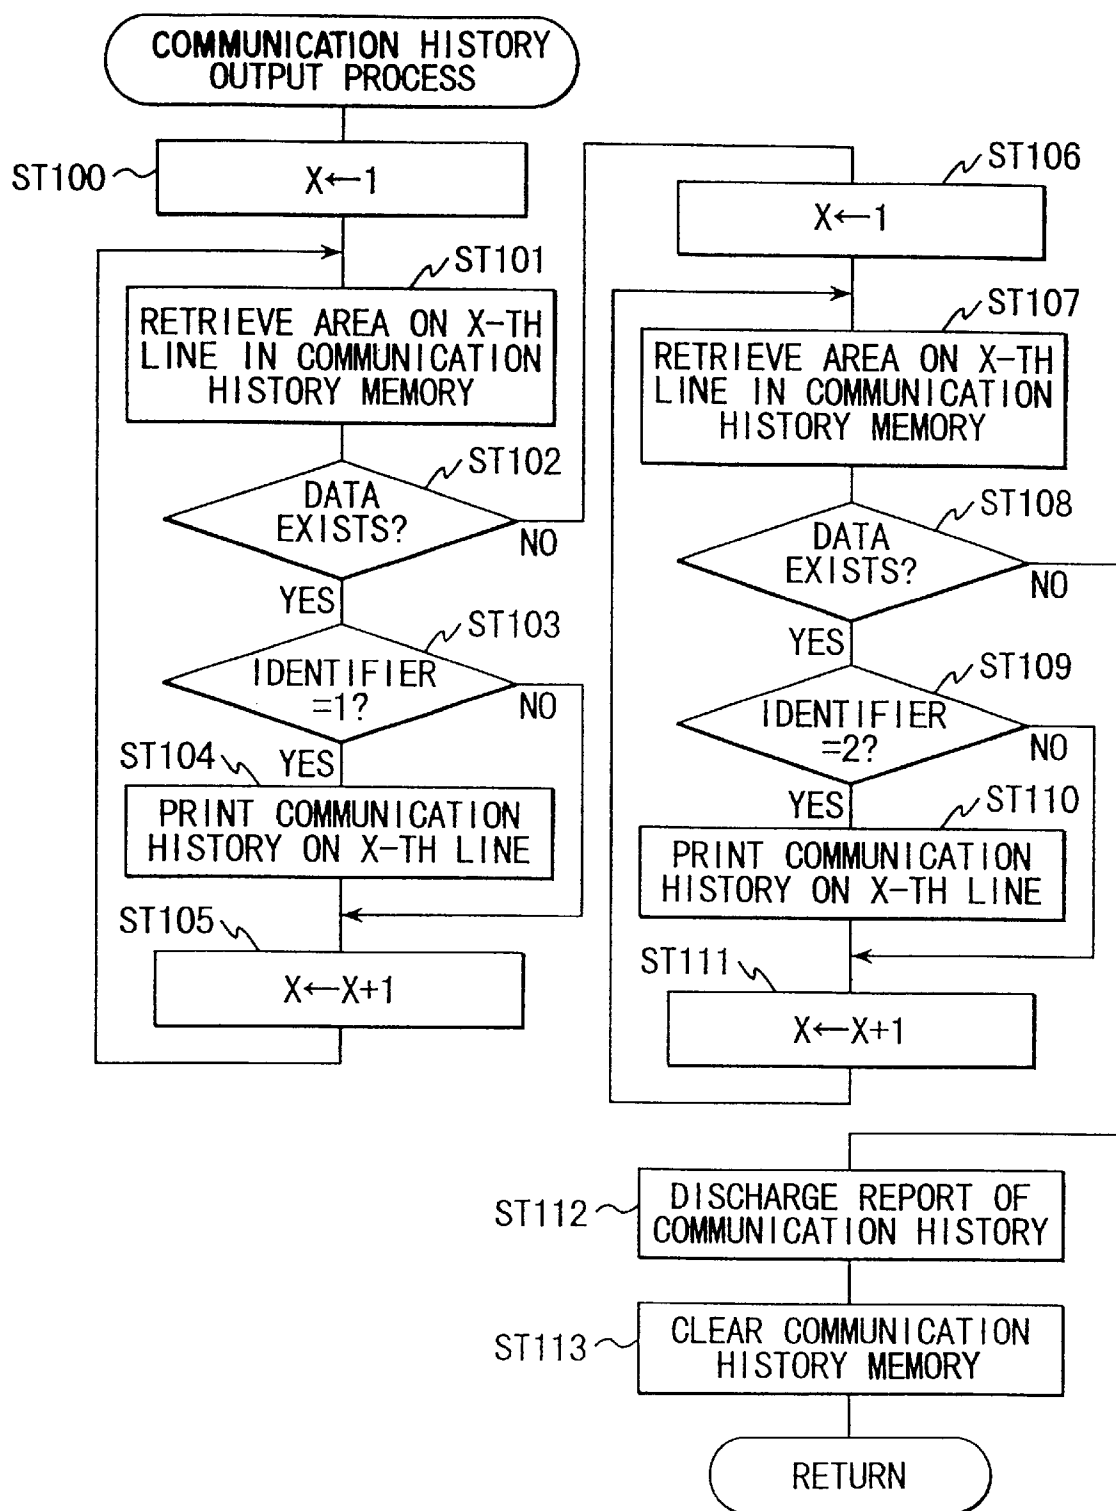 COMMUNICATION HISTORY
OUTPUT PROCESS
ST100
X←1
ST101
RETRIEVE AREA ON X-TH
LINE IN COMMUNICATION
HISTORY MEMORY
ST102
DATA
EXISTS?
NO
YES
ST103
IDENTIFIER
=1?
NO
YES
ST104
PRINT COMMUNICATION
HISTORY ON X-TH LINE
ST105
X←X+1
ST106
X←1
ST107
RETRIEVE AREA ON X-TH
LINE IN COMMUNICATION
HISTORY MEMORY
ST108
DATA
EXISTS?
NO
YES
ST109
IDENTIFIER
=2?
NO
YES
ST110
PRINT COMMUNICATION
HISTORY ON X-TH LINE
ST111
X←X+1
ST112
DISCHARGE REPORT OF
COMMUNICATION HISTORY
ST113
CLEAR COMMUNICATION
HISTORY MEMORY
RETURN